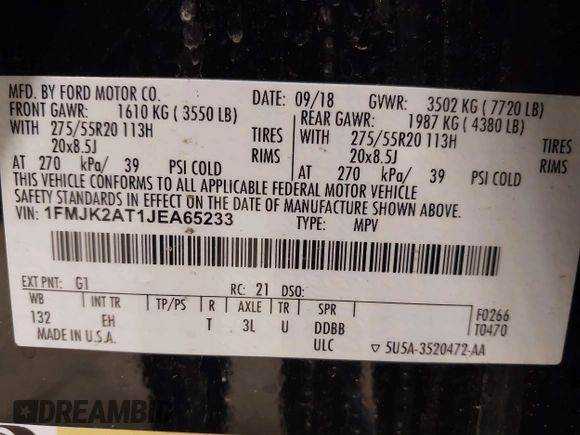 MFD. BY FORD MOTOR CO.
DATE: 09/18 GVWR: 3502 KG ( 7720 LB)
FRONT GAWR: 1610 KG ( 3550 LB) REAR GAWR: 1987 KG ( 4380 LB)
WITH 275/55R20 113H TIRES WITH 275/55R20 113H TIRES
20x8.5J RIMS 20x8.5J RIMS
AT 270 kPa/ 39 PSI COLD AT 270 kPa/ 39 PSI COLD
THIS VEHICLE CONFORMS TO ALL APPLICABLE FEDERAL MOTOR VEHICLE
SAFETY STANDARDS IN EFFECT ON THE DATE OF MANUFACTURE SHOWN ABOVE.
VIN: 1FMJK2AT1JEA65233 TYPE: MPV
EXT PNT: G1 RC: 21 DSO:
WB INT TR TP/PS R AXLE TR SPR F0266
132 EH T 3L U DDBB T0470
MADE IN U.S.A. ULC ▽ 5U5A-3520472-AA
DREAMBID